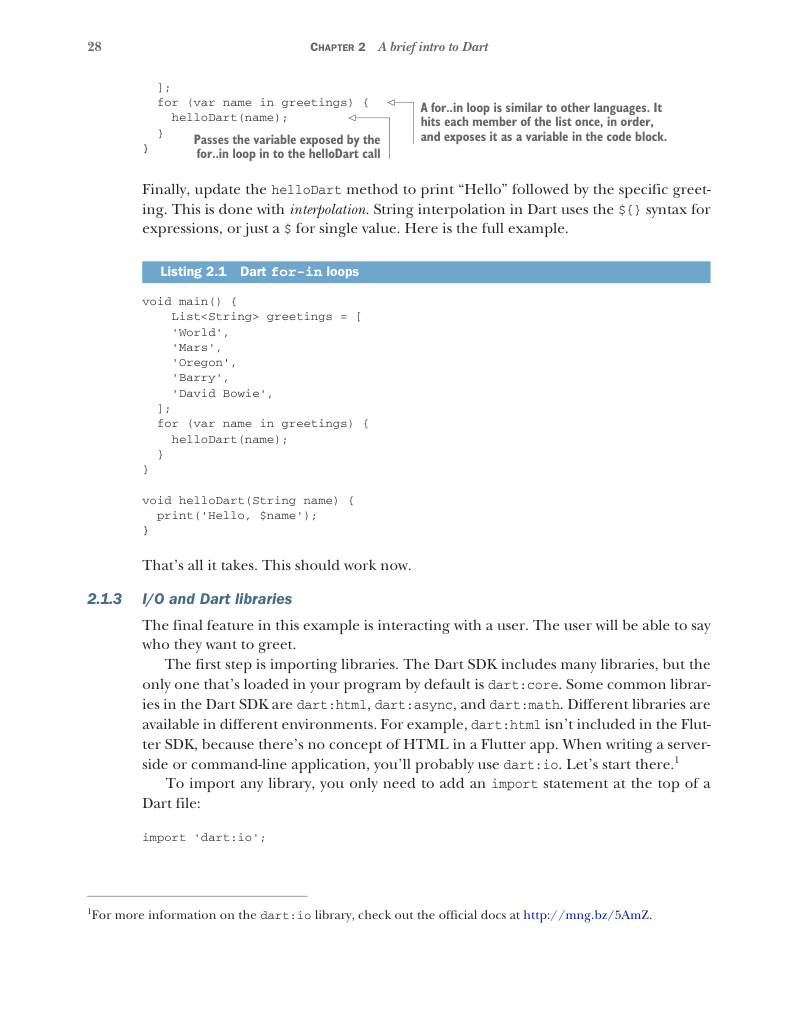 28
CHAPTER 2 A brief intro to Dart
];
for (var name in greetings) {
helloDart(name);
}
}
A for..in loop is similar to other languages. It
hits each member of the list once, in order,
and exposes it as a variable in the code block.
Passes the variable exposed by the
for..in loop in to the helloDart call
Finally, update the helloDart method to print “Hello” followed by the specific greet-
ing. This is done with interpolation. String interpolation in Dart uses the ${} syntax for
expressions, or just a $ for single value. Here is the full example.
Listing 2.1 Dart for-in loops
void main() {
List<String> greetings = [
'World',
'Mars',
'Oregon',
'Barry',
'David Bowie',
];
for (var name in greetings) {
helloDart(name);
}
}
void helloDart(String name) {
print('Hello, $name');
}
That’s all it takes. This should work now.
2.1.3 I/O and Dart libraries
The final feature in this example is interacting with a user. The user will be able to say
who they want to greet.
The first step is importing libraries. The Dart SDK includes many libraries, but the
only one that’s loaded in your program by default is dart:core. Some common librar-
ies in the Dart SDK are dart:html, dart:async, and dart:math. Different libraries are
available in different environments. For example, dart:html isn’t included in the Flut-
ter SDK, because there’s no concept of HTML in a Flutter app. When writing a server-
side or command-line application, you’ll probably use dart:io. Let’s start there.1
To import any library, you only need to add an import statement at the top of a
Dart file:
import 'dart:io';
1For more information on the dart:io library, check out the official docs at http://mng.bz/5AmZ.